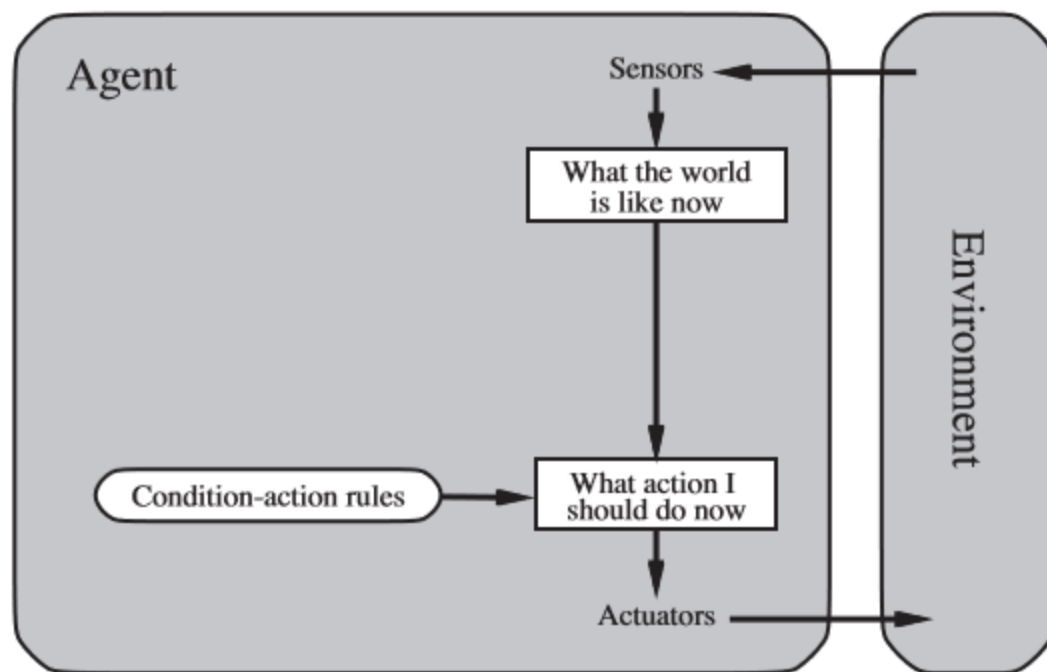 Agent
Sensors
What the world
is like now
Environment
Condition-action rules
What action I
should do now
Actuators